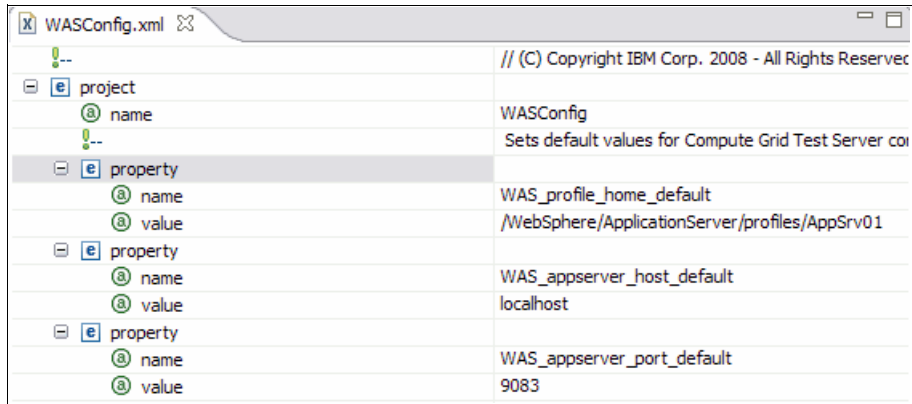 WASConfig.xml
!-- // (C) Copyright IBM Corp. 2008 - All Rights Reserved
e project
@ name WASConfig
!-- Sets default values for Compute Grid Test Server
e property
@ name WAS_profile_home_default
@ value /WebSphere/ApplicationServer/profiles/AppSrv01
e property
@ name WAS_appserver_host_default
@ value localhost
e property
@ name WAS_appserver_port_default
@ value 9083